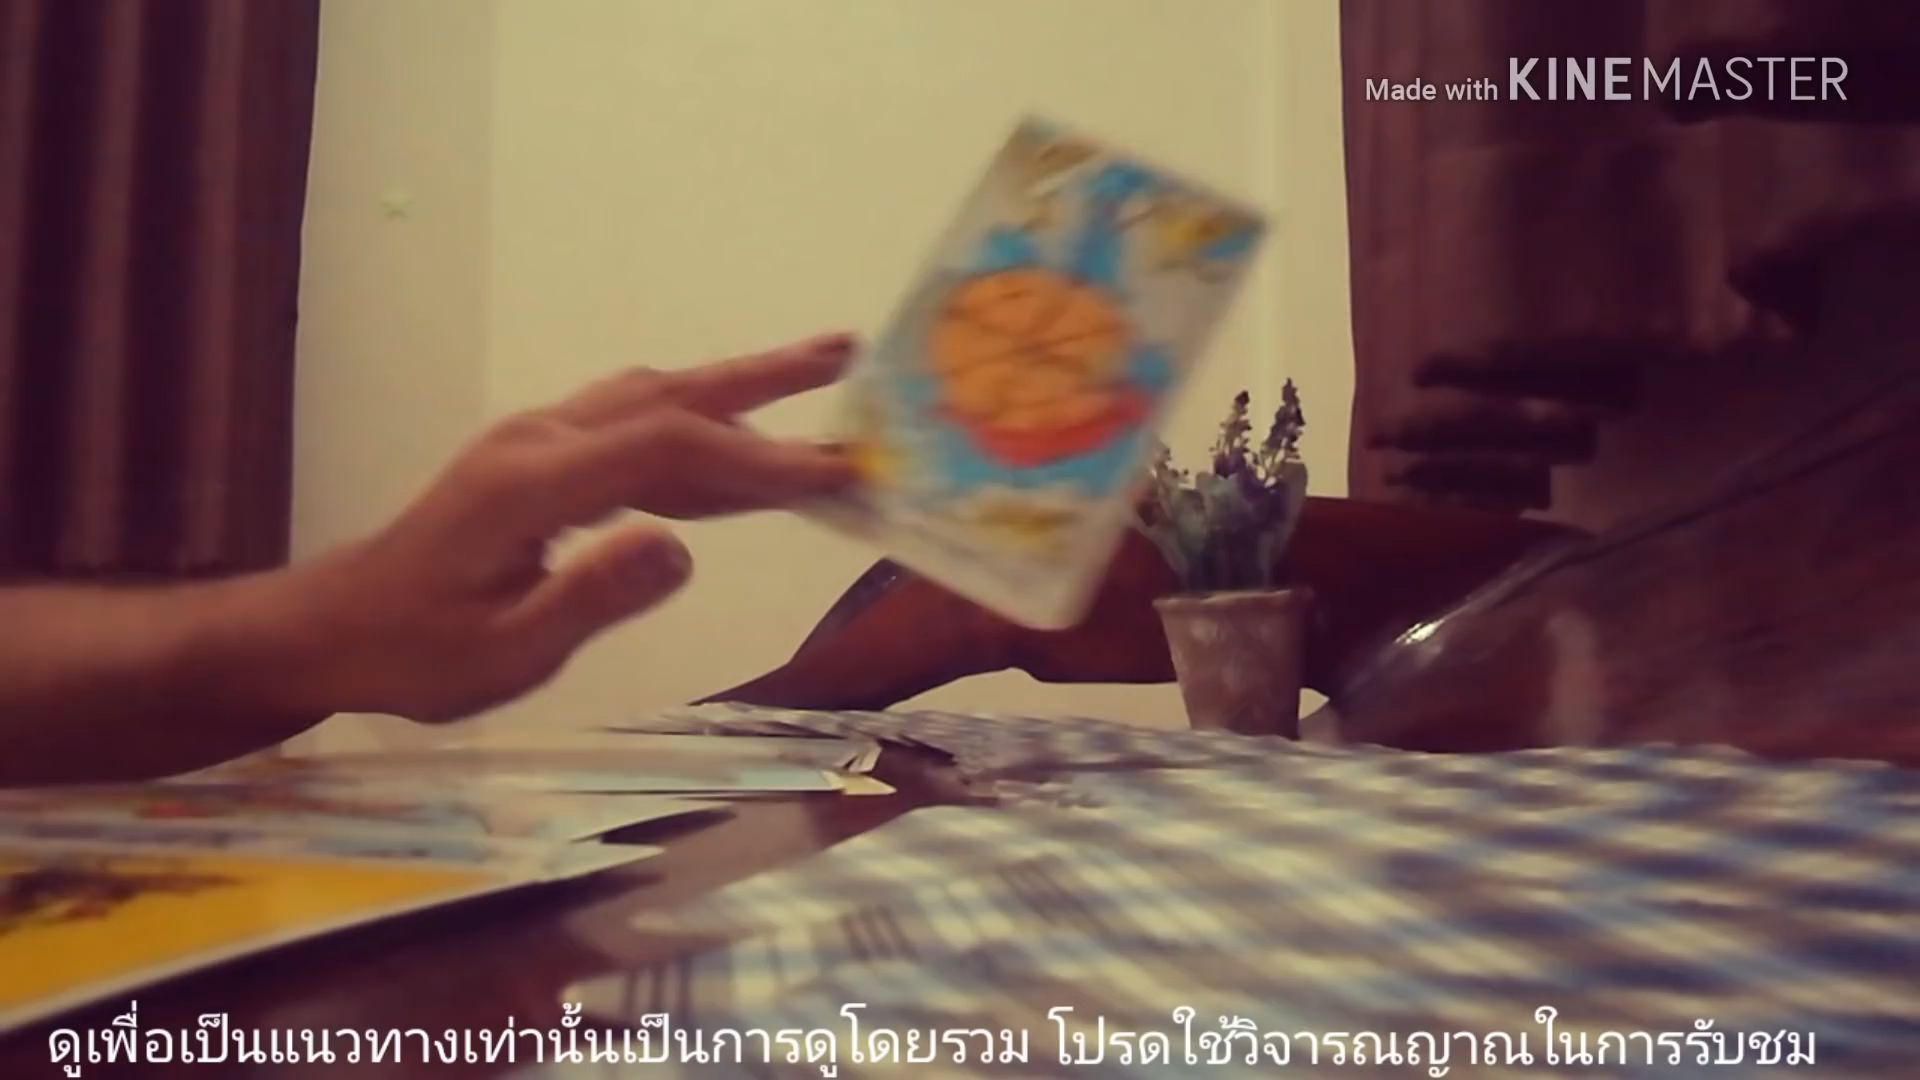 Made with KINEMASTER
ดูเพื่อเป็นแนวทางเท่านั้นเป็นการดูโดยรวม โปรดใช้วิจารณญาณในการรับชม